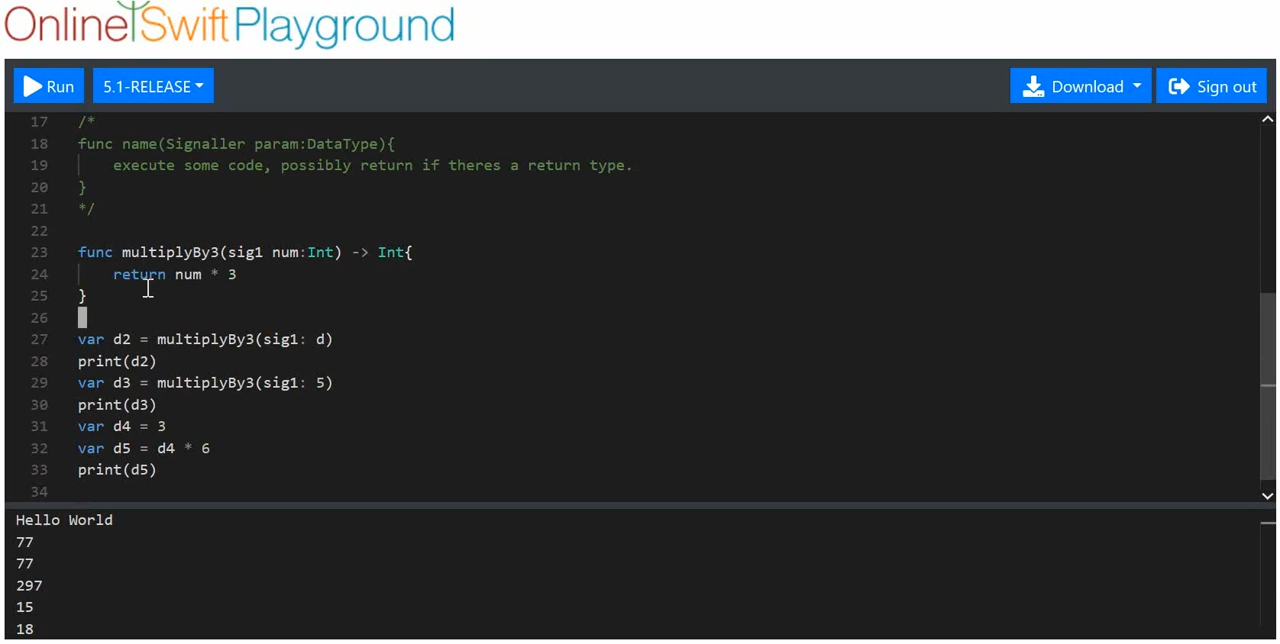 Online Swift Playground
Run 5.1-RELEASE Download Sign out
17 /*
18 func name(Signaller param:DataType){
19 execute some code, possibly return if theres a return type.
20 }
21 */
22
23 func multiplyBy3(sig1 num:Int) -> Int{
24 return num * 3
25 }
26
27 var d2 = multiplyBy3(sig1: d)
28 print(d2)
29 var d3 = multiplyBy3(sig1: 5)
30 print(d3)
31 var d4 = 3
32 var d5 = d4 * 6
33 print(d5)
34
Hello World
77
77
297
15
18